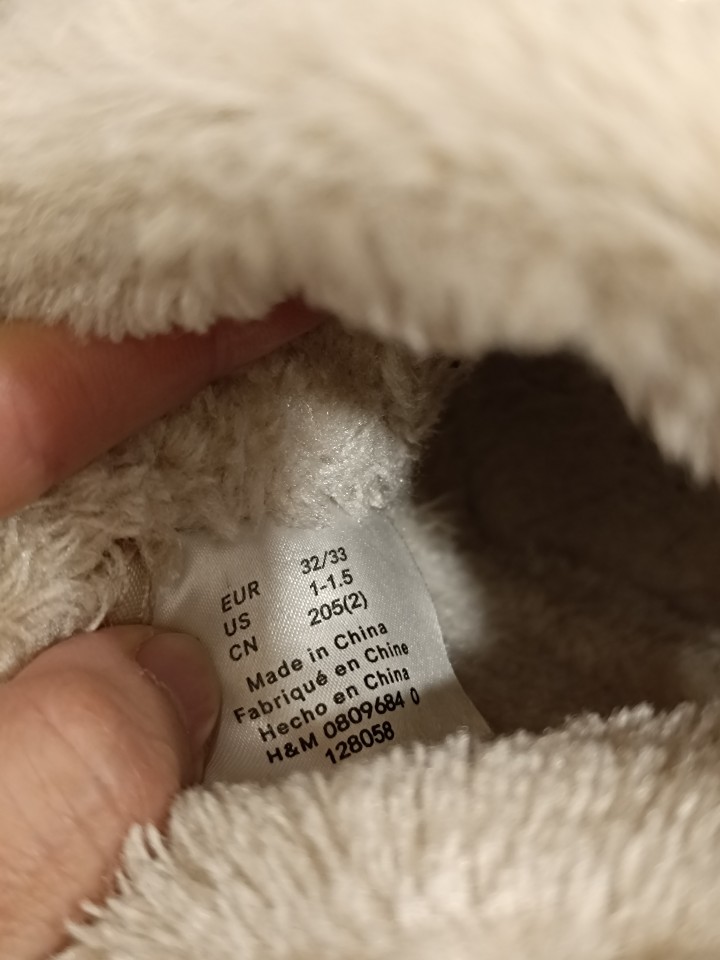 EUR 32/33
US 1-1.5
CN 205(2)
Made in China
Fabriqué en Chine
Hecho en China
H&M 0809684 0
128058